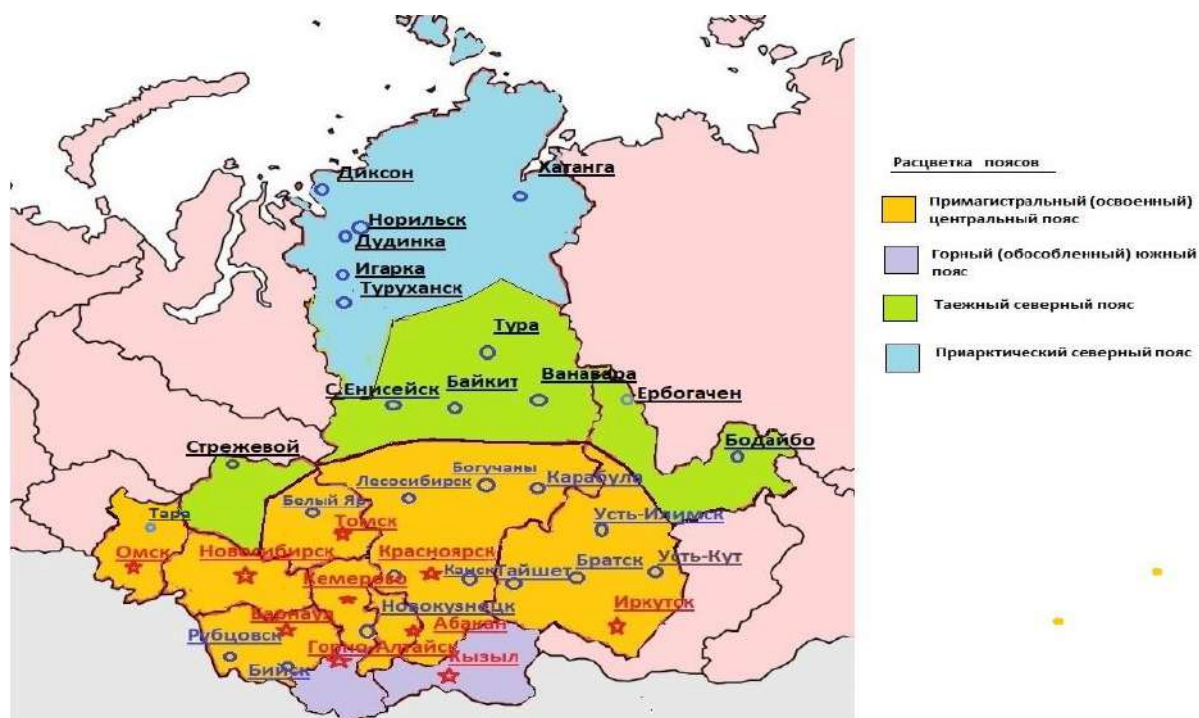 Диксон
Хатанга
Норильск
Дудинка
Игарка
Туруханск
Тура
С.Енисейск
Байкит
Ванавара
Ербогачен
Стрежевой
Бодайбо
Богучаны
Лесосибирск
Карабула
Белый Яр.
Тара
Томск
Усть-Илимск
Омск
Новосибирск
Красноярск
Братск
Усть-Кут
Кемерово
Канск
Тайшет
Новокузнецк
Иркутск
Барнаул
Абакан
Рубцовск
Горно-Алтайск
Бийск
Кызыл
Расцветка поясов
Примагистральный (освоенный)
центральный пояс
Горный (обособленный) южный
пояс
Таежный северный пояс
Приарктический северный пояс